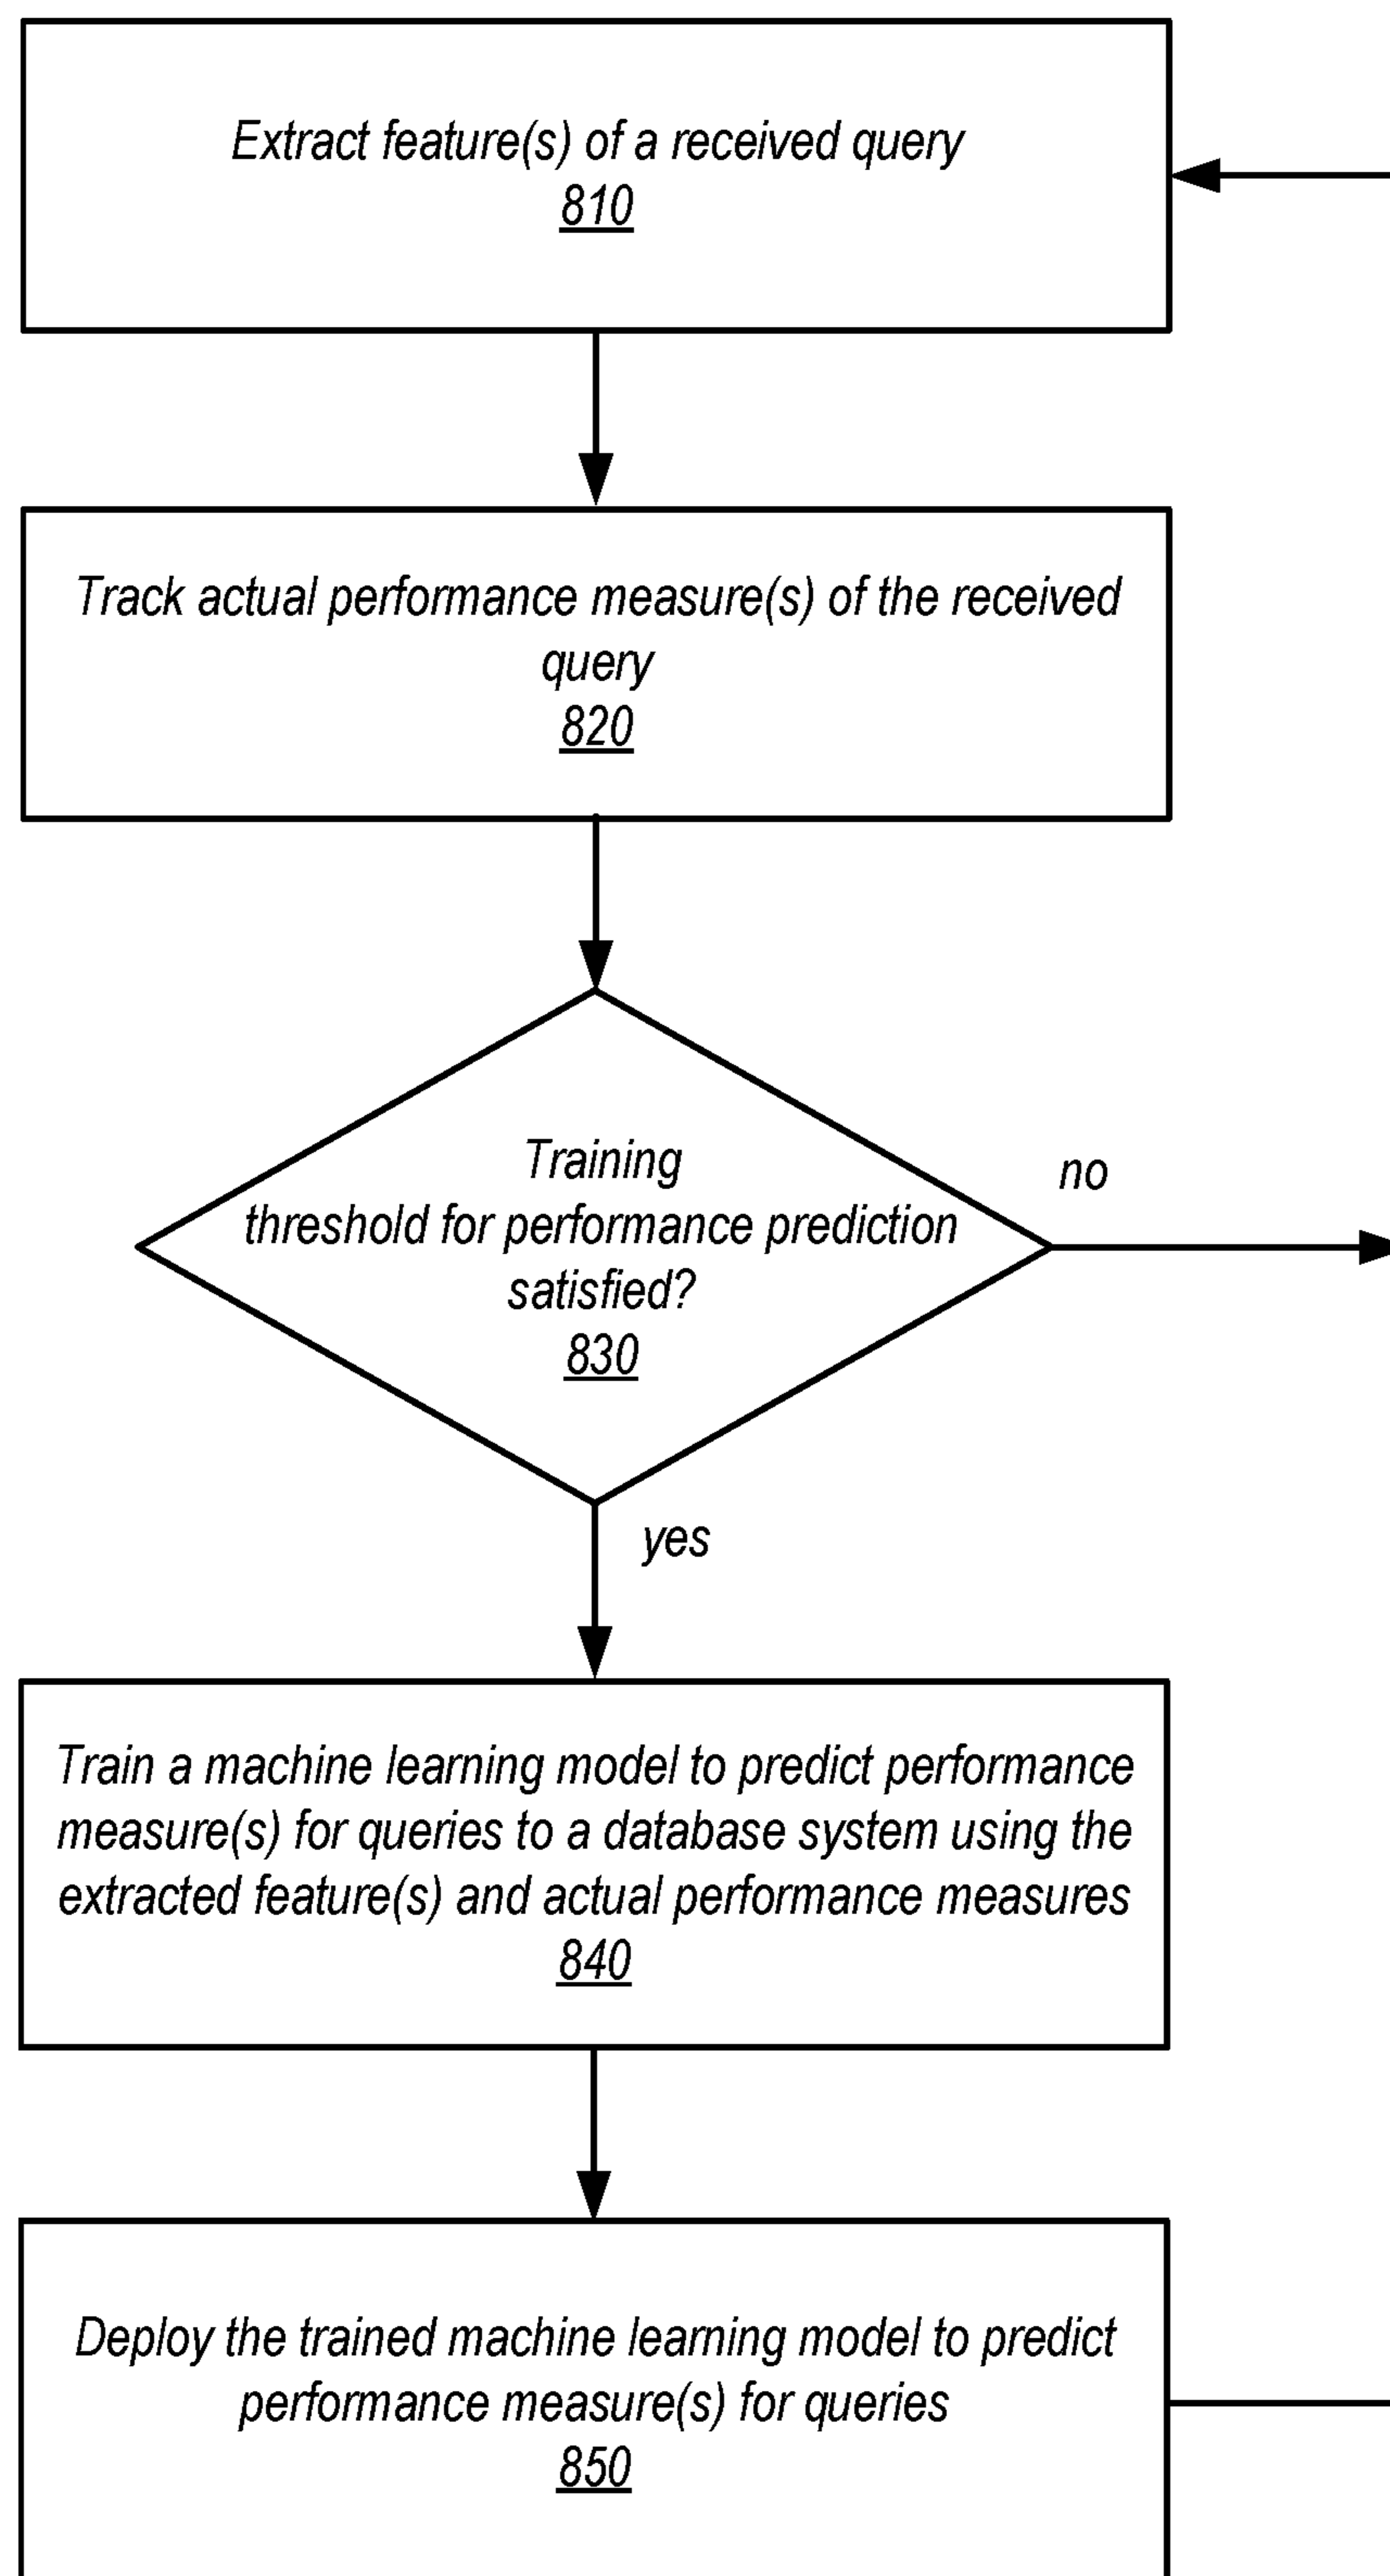 Extract feature(s) of a received query
810
Track actual performance measure(s) of the received
query
820
Training
threshold for performance prediction
satisfied?
830
no
yes
Train a machine learning model to predict performance
measure(s) for queries to a database system using the
extracted feature(s) and actual performance measures
840
Deploy the trained machine learning model to predict
performance measure(s) for queries
850